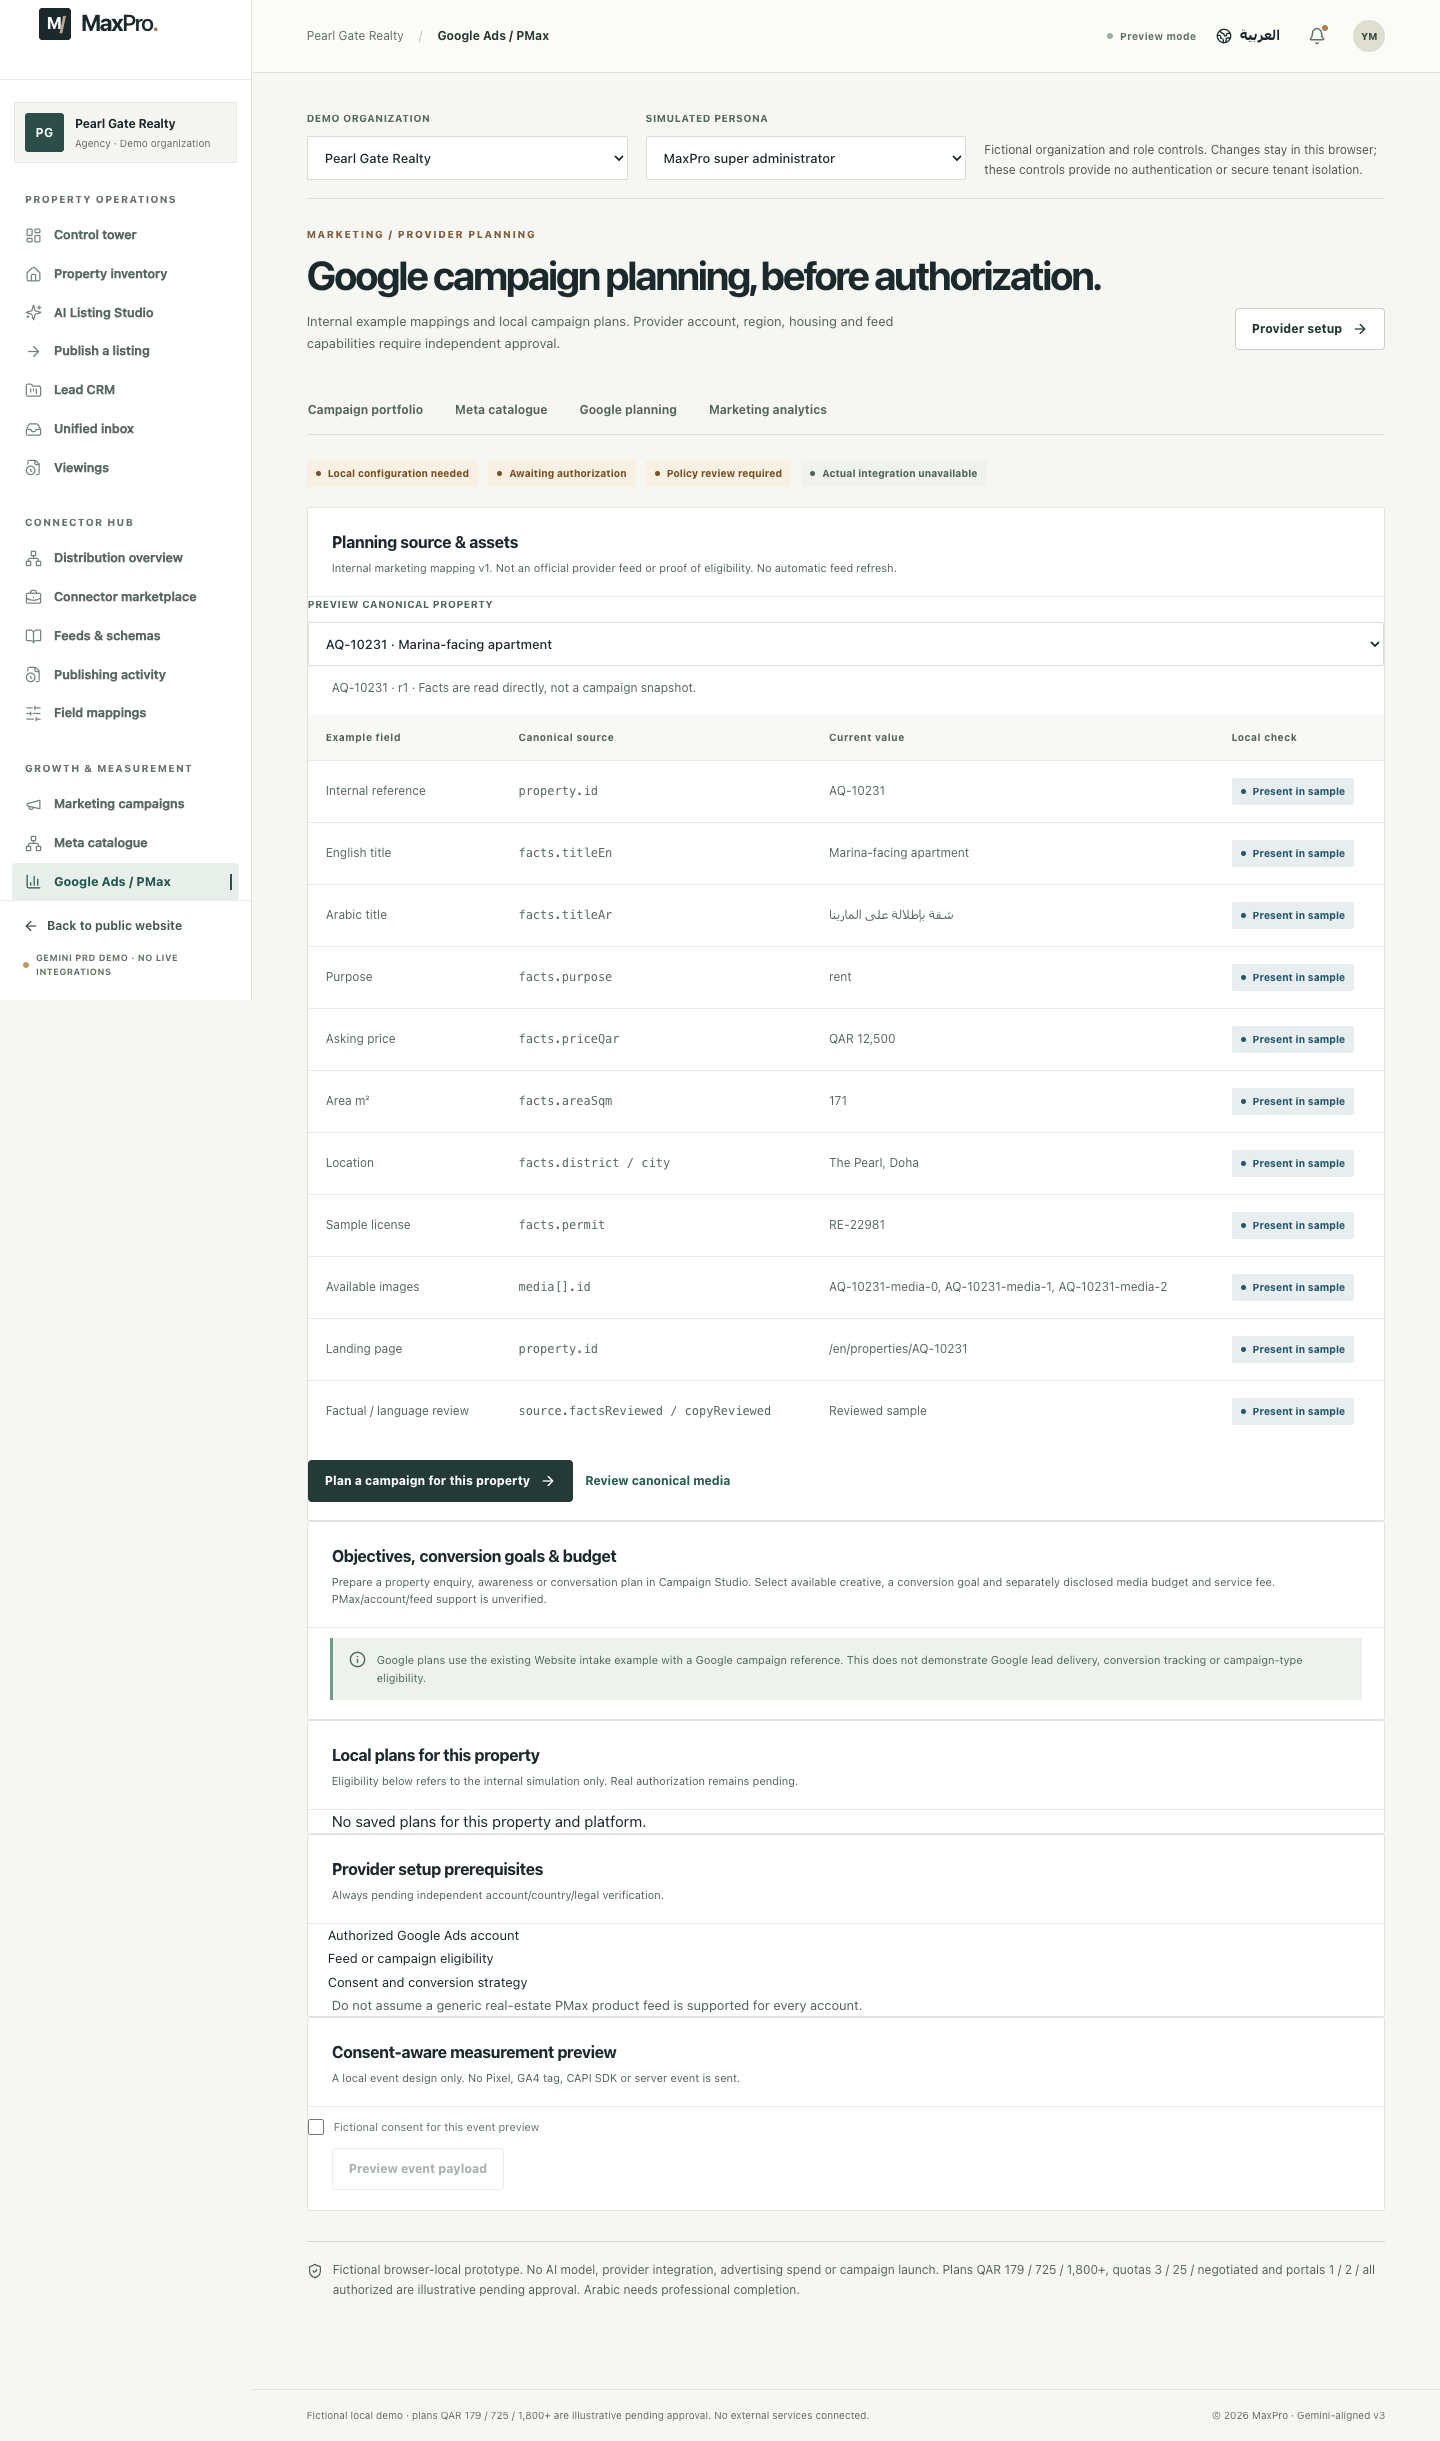 M/ MaxPro.
PG
Pearl Gate Realty
Agency · Demo organization
PROPERTY OPERATIONS
Control tower
Property inventory
AI Listing Studio
Publish a listing
Lead CRM
Unified inbox
Viewings
CONNECTOR HUB
Distribution overview
Connector marketplace
Feeds & schemas
Publishing activity
Field mappings
GROWTH & MEASUREMENT
Marketing campaigns
Meta catalogue
Google Ads / PMax
Back to public website
GEMINI PRD DEMO · NO LIVE
INTEGRATIONS
Pearl Gate Realty / Google Ads / PMax
Preview mode
العربية
YM
DEMO ORGANIZATION
Pearl Gate Realty
SIMULATED PERSONA
MaxPro super administrator
Fictional organization and role controls. Changes stay in this browser;
these controls provide no authentication or secure tenant isolation.
MARKETING / PROVIDER PLANNING
Google campaign planning, before authorization.
Internal example mappings and local campaign plans. Provider account, region, housing and feed
capabilities require independent approval.
Provider setup
Campaign portfolio Meta catalogue Google planning Marketing analytics
Local configuration needed Awaiting authorization Policy review required Actual integration unavailable
Planning source & assets
Internal marketing mapping v1. Not an official provider feed or proof of eligibility. No automatic feed refresh.
PREVIEW CANONICAL PROPERTY
AQ-10231 · Marina-facing apartment
AQ-10231 · r1 · Facts are read directly, not a campaign snapshot.
Example field Canonical source Current value Local check
Internal reference property.id AQ-10231 Present in sample
English title facts.titleEn Marina-facing apartment Present in sample
Arabic title facts.titleAr شقة بإطلالة على المارينا Present in sample
Purpose facts.purpose rent Present in sample
Asking price facts.priceQar QAR 12,500 Present in sample
Area m² facts.areaSqm 171 Present in sample
Location facts.district / city The Pearl, Doha Present in sample
Sample license facts.permit RE-22981 Present in sample
Available images media[].id AQ-10231-media-0, AQ-10231-media-1, AQ-10231-media-2 Present in sample
Landing page property.id /en/properties/AQ-10231 Present in sample
Factual / language review source.factsReviewed / copyReviewed Reviewed sample Present in sample
Plan a campaign for this property Review canonical media
Objectives, conversion goals & budget
Prepare a property enquiry, awareness or conversation plan in Campaign Studio. Select available creative, a conversion goal and separately disclosed media budget and service fee.
PMax/account/feed support is unverified.
Google plans use the existing Website intake example with a Google campaign reference. This does not demonstrate Google lead delivery, conversion tracking or campaign-type
eligibility.
Local plans for this property
Eligibility below refers to the internal simulation only. Real authorization remains pending.
No saved plans for this property and platform.
Provider setup prerequisites
Always pending independent account/country/legal verification.
Authorized Google Ads account
Feed or campaign eligibility
Consent and conversion strategy
Do not assume a generic real-estate PMax product feed is supported for every account.
Consent-aware measurement preview
A local event design only. No Pixel, GA4 tag, CAPI SDK or server event is sent.
Fictional consent for this event preview
Preview event payload
Fictional browser-local prototype. No AI model, provider integration, advertising spend or campaign launch. Plans QAR 179 / 725 / 1,800+, quotas 3 / 25 / negotiated and portals 1 / 2 / all
authorized are illustrative pending approval. Arabic needs professional completion.
Fictional local demo · plans QAR 179 / 725 / 1,800+ are illustrative pending approval. No external services connected.
© 2026 MaxPro · Gemini-aligned v3